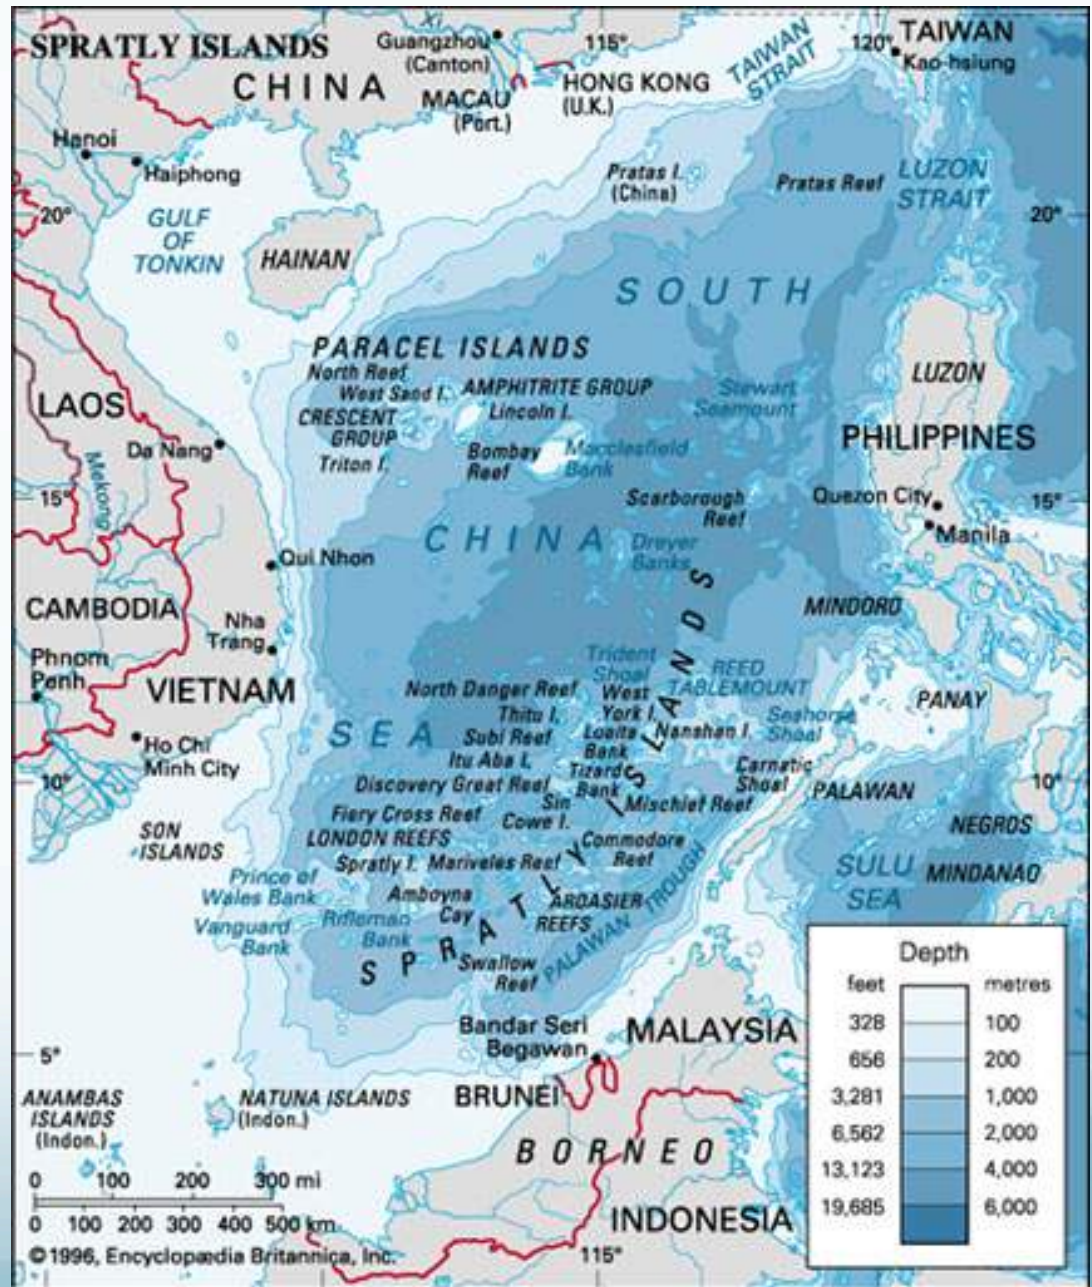 SPRATLY ISLANDS
CHINA
Xi
Guangzhou
(Canton)
115°
MACAU
(Port.)
HONG KONG
(U.K.)
TAIWAN
STRAIT
120°
TAIWAN
Kao-hsiung
Hanoi
Haiphong
20°
GULF
OF
TONKIN
HAINAN
Pratas I.
(China)
Pratas Reef
LUZON
STRAIT
20°
SOUTH
PARACEL ISLANDS
North Reef
West Sand I.
AMPHITRITE GROUP
Lincoln I.
CRESCENT
GROUP
Triton I.
Bombay
Reef
Macclesfield
Bank
Stewart
Seamount
LUZON
PHILIPPINES
LAOS
Da Nang
Mekong
15°
Scarborough
Reef
Quezon City
15°
Manila
CHINA
Dreyer
Banks
Qui Nhon
CAMBODIA
Nha
Trang
MINDORO
Phnom
Penh
VIETNAM
Trident
Shoal
REED
TABLEMOUNT
North Danger Reef
West
York I.
PANAY
Thitu I.
SEA
Subi Reef
Loaita
Bank
Nanshan I.
Seahorse
Shoal
Itu Aba I.
Ho Chi
Minh City
10°
Discovery Great Reef
Tizard
Bank
Carnatic
Shoal
10°
PALAWAN
Sin
Cowe I.
Mischief Reef
Fiery Cross Reef
NEGROS
SON
ISLANDS
LONDON REEFS
Commodore
Reef
Spratly I.
Mariveles Reef
SULU
SEA
MINDANAO
Prince of
Wales Bank
Amboyna
Cay
ARDASIER
REEFS
Vanguard
Bank
Rifleman
Bank
PALAWAN TROUGH
SPRATLY ISLANDS
Swallow
Reef
Bandar Seri
Begawan
MALAYSIA
5°
BRUNEI
ANAMBAS
ISLANDS
(Indon.)
NATUNA ISLANDS
(Indon.)
BORNEO
INDONESIA
115°
0 100 200 300 mi
0 100 200 300 400 500 km
©1996, Encyclopædia Britannica, Inc.
Depth
feet metres
328 100
656 200
3,281 1,000
6,562 2,000
13,123 4,000
19,685 6,000